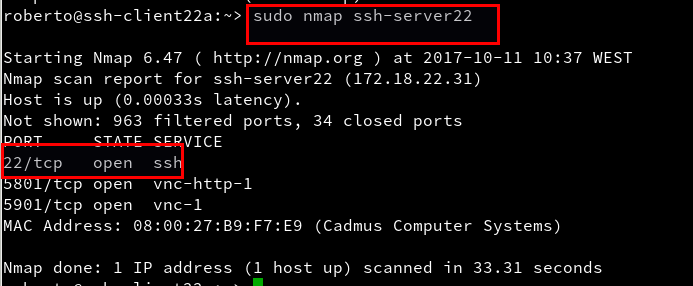 roberto@ssh-client22a:~> sudo nmap ssh-server22
Starting Nmap 6.47 ( http://nmap.org ) at 2017-10-11 10:37 WEST
Nmap scan report for ssh-server22 (172.18.22.31)
Host is up (0.00033s latency).
Not shown: 963 filtered ports, 34 closed ports
PORT     STATE SERVICE
22/tcp   open  ssh
5801/tcp open  vnc-http-1
5901/tcp open  vnc-1
MAC Address: 08:00:27:B9:F7:E9 (Cadmus Computer Systems)
Nmap done: 1 IP address (1 host up) scanned in 33.31 seconds